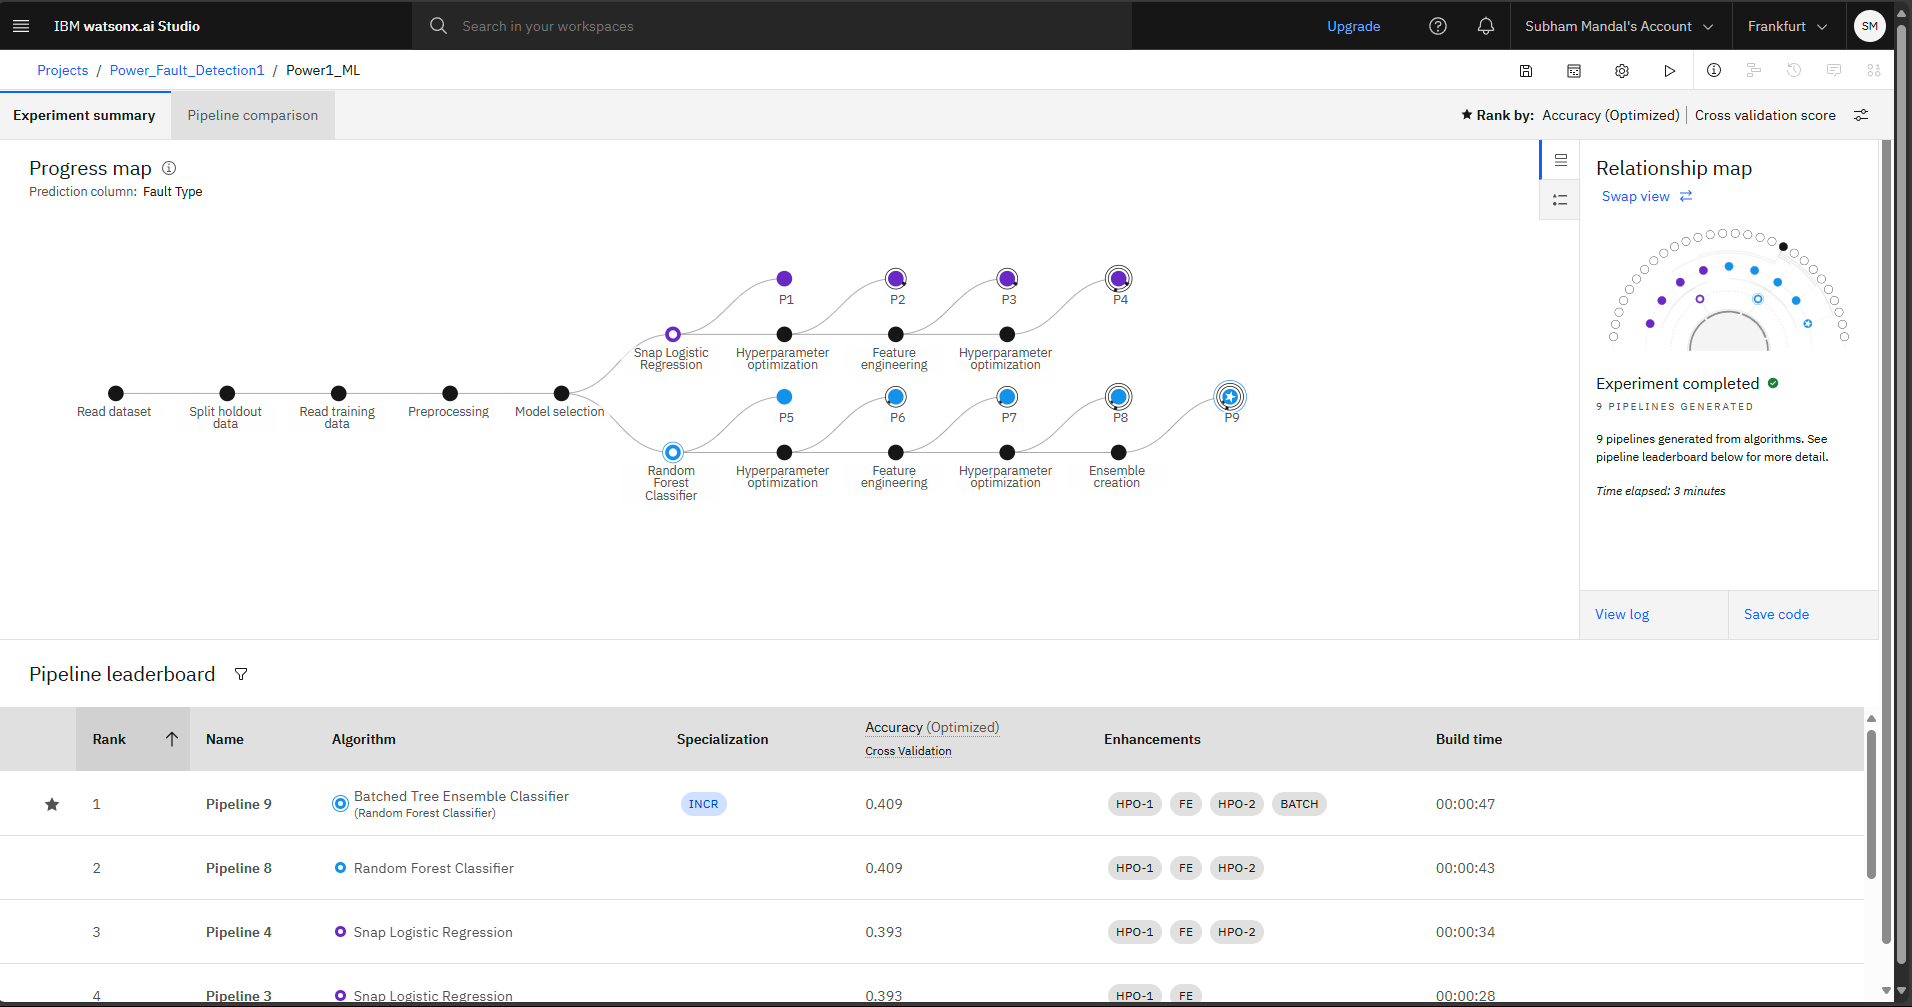 IBM watsonx.ai Studio
Search in your workspaces
Upgrade
Subham Mandal's Account
Frankfurt
SM
Projects / Power_Fault_Detection1 / Power1_ML
Experiment summary
Pipeline comparison
Rank by: Accuracy (Optimized) | Cross validation score
Progress map
Prediction column: Fault Type
P1
P2
P3
P4
Snap Logistic
Regression
Hyperparameter
optimization
Feature
engineering
Hyperparameter
optimization
Read dataset
Split holdout
data
Read training
data
Preprocessing
Model selection
P5
P6
P7
P8
P9
Random
Forest
Classifier
Hyperparameter
optimization
Feature
engineering
Hyperparameter
optimization
Ensemble
creation
Relationship map
Swap view
Experiment completed
9 PIPELINES GENERATED
9 pipelines generated from algorithms. See
pipeline leaderboard below for more detail.
Time elapsed: 3 minutes
View log
Save code
Pipeline leaderboard
Rank
Name
Algorithm
Specialization
Accuracy (Optimized)
Cross Validation
Enhancements
Build time
1
Pipeline 9
Batched Tree Ensemble Classifier
(Random Forest Classifier)
INCR
0.409
HPO-1 FE HPO-2 BATCH
00:00:47
2
Pipeline 8
Random Forest Classifier
0.409
HPO-1 FE HPO-2
00:00:43
3
Pipeline 4
Snap Logistic Regression
0.393
HPO-1 FE HPO-2
00:00:34
4
Pipeline 3
Snap Logistic Regression
0.393
HPO-1 FE
00:00:28